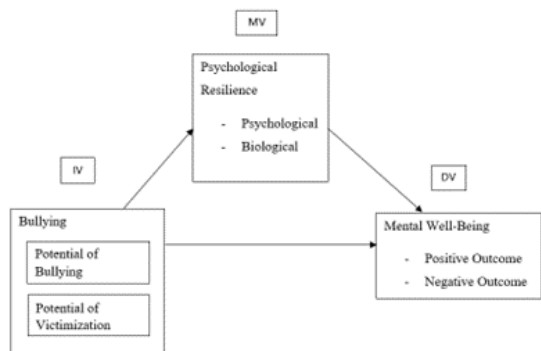 MV
Psychological
Resilience
- Psychological
- Biological
IV
DV
Bullying
Potential of
Bullying
Potential of
Victimization
Mental Well-Being
- Positive Outcome
- Negative Outcome